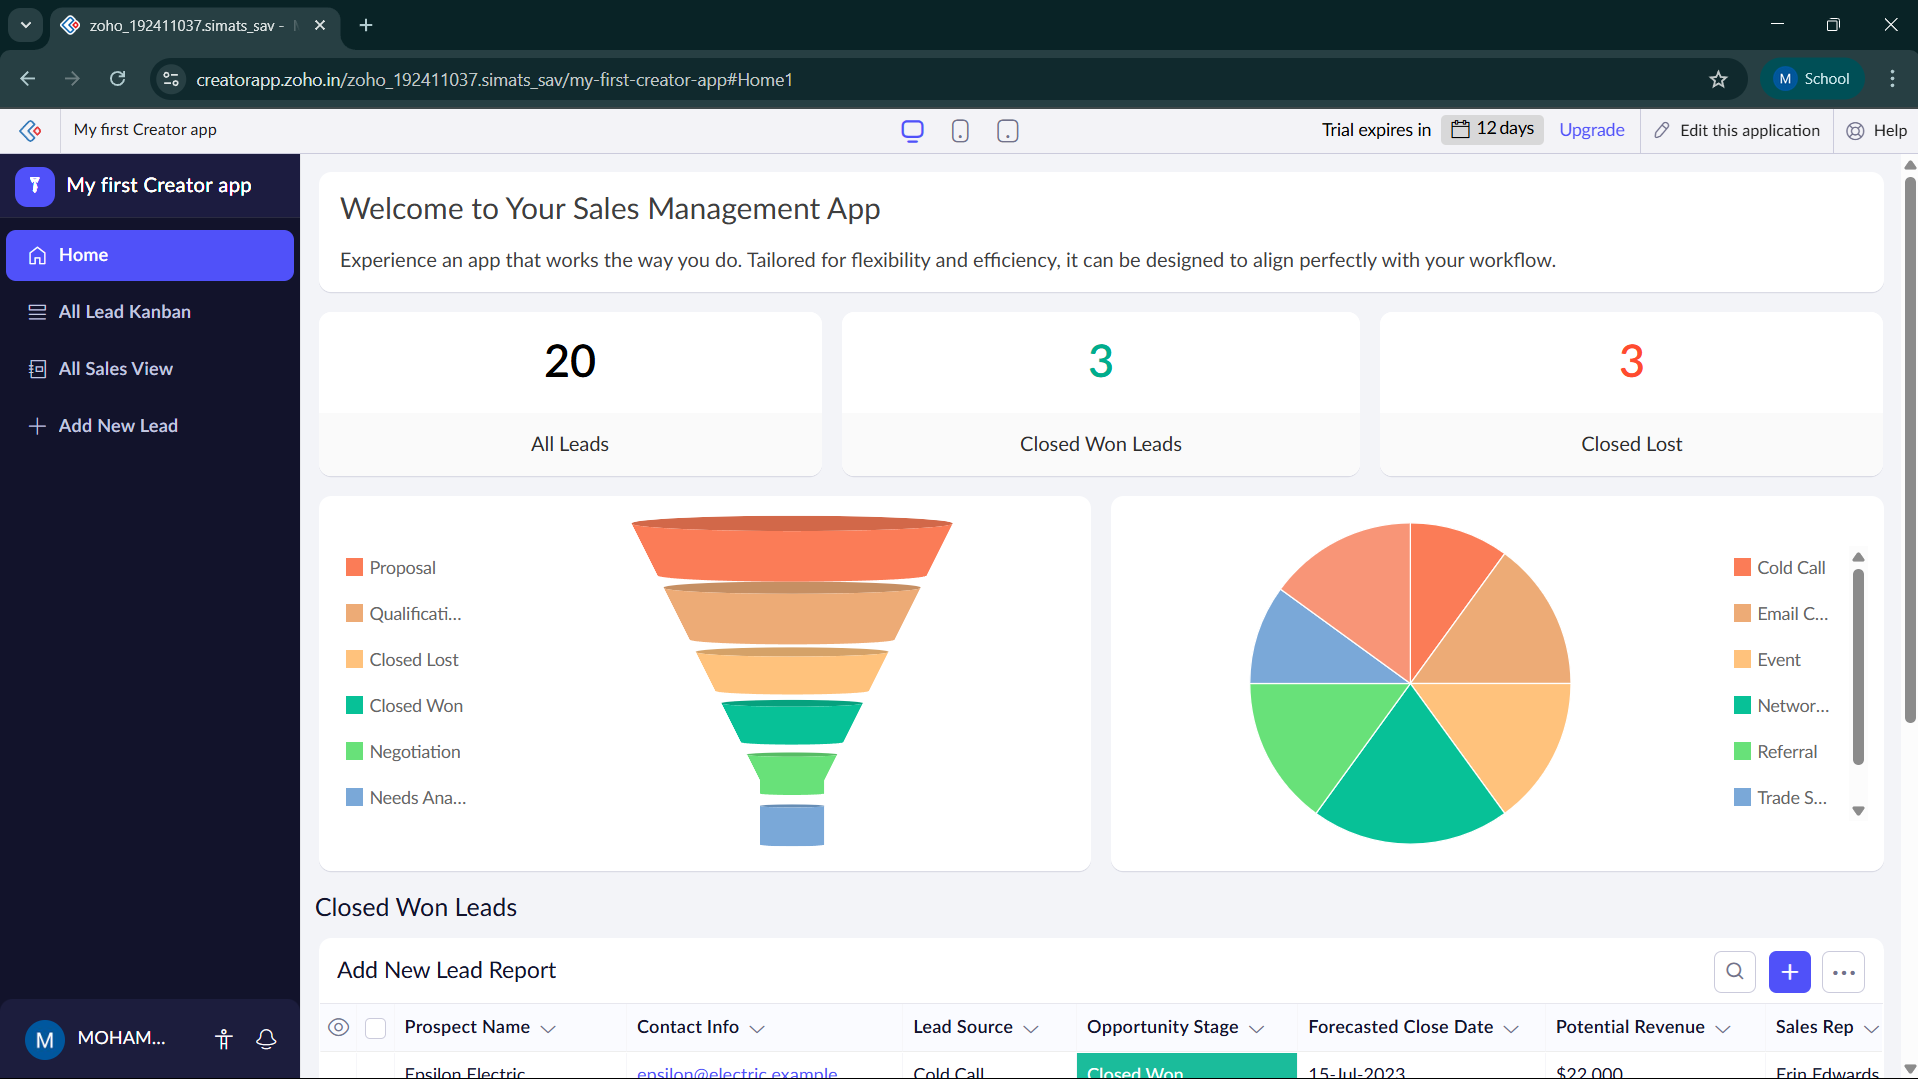 zoho_192411037.simats_sav -
creatorapp.zoho.in/zoho_192411037.simats_sav/my-first-creator-app#Home1
M School
My first Creator app
Trial expires in 12 days Upgrade Edit this application Help
My first Creator app
Home
All Lead Kanban
All Sales View
Add New Lead
M MOHAM...
Welcome to Your Sales Management App
Experience an app that works the way you do. Tailored for flexibility and efficiency, it can be designed to align perfectly with your workflow.
20
All Leads
3
Closed Won Leads
3
Closed Lost
Proposal
Qualificati...
Closed Lost
Closed Won
Negotiation
Needs Ana...
Cold Call
Email C...
Event
Networ...
Referral
Trade S...
Closed Won Leads
Add New Lead Report
Prospect Name Contact Info Lead Source Opportunity Stage Forecasted Close Date Potential Revenue Sales Rep
Epsilon Electric epsilon@electric.example Cold Call Closed Won 15-Jul-2023 $22,000 Erin Edwards